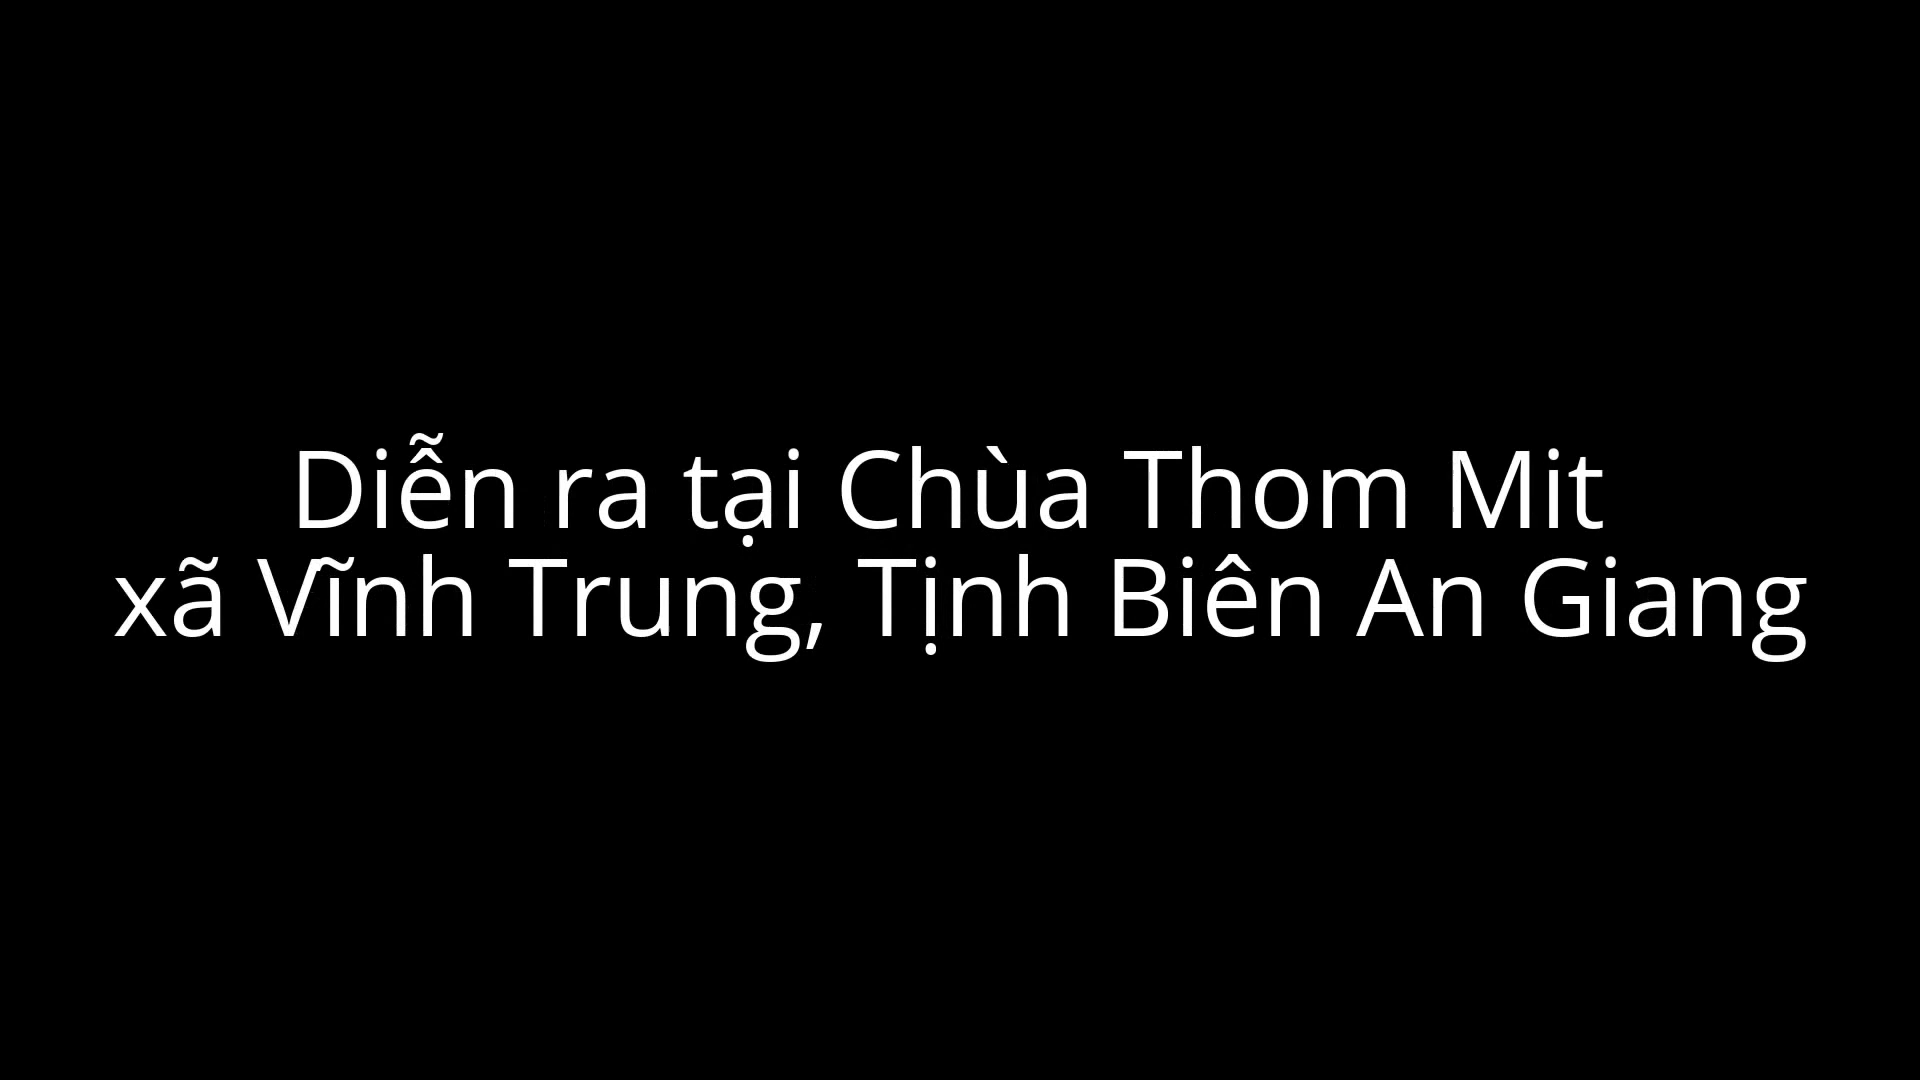 Diễn ra tại Chùa Thom Mit
xã Vĩnh Trung, Tịnh Biên An Giang